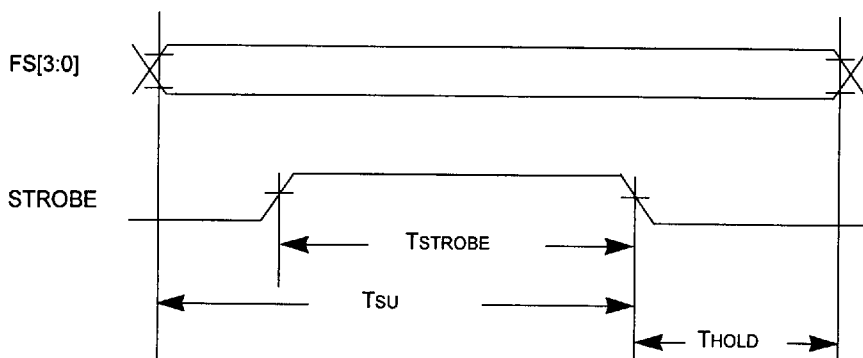 FS[3:0]
STROBE
TSTROBE
TSU
THOLD